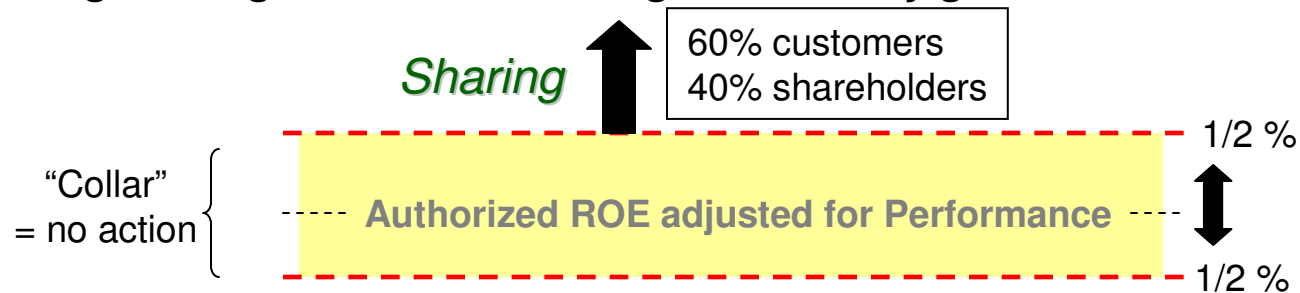 Sharing
60% customers
40% shareholders
1/2 %
“Collar”
= no action
Authorized ROE adjusted for Performance
1/2 %